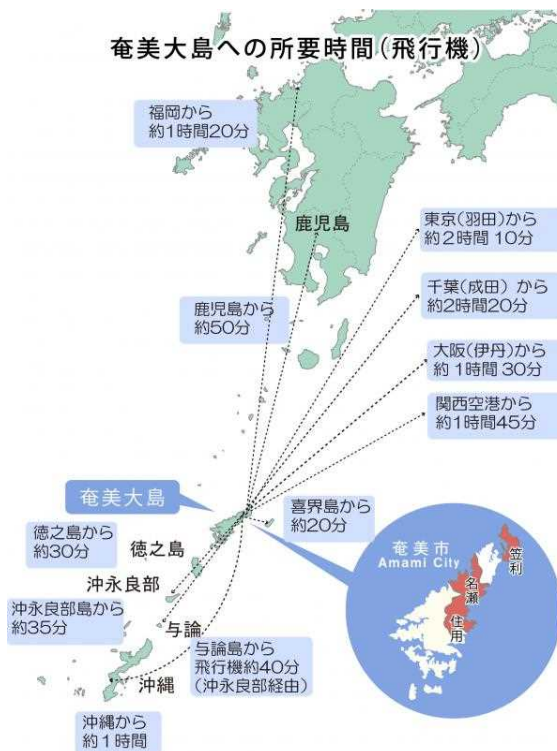 奄美大島への所要時間(飛行機)
福岡から
約1時間20分
鹿児島
東京(羽田)から
約2時間10分
千葉(成田)から
約2時間20分
鹿児島から
約50分
大阪(伊丹)から
約1時間30分
関西空港から
約1時間45分
奄美大島
喜界島から
約20分
徳之島から
約30分
徳之島
奄美市
Amami City
笠利
名瀬
住用
沖永良部
沖永良部島から
約35分
与論
与論島から
飛行機約40分
(沖永良部経由)
沖縄
沖縄から
約1時間